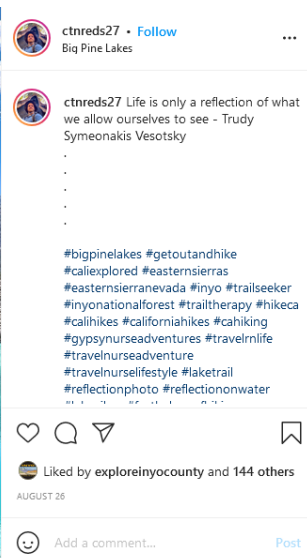 ctnreds27 • Follow
Big Pine Lakes
ctnreds27 Life is only a reflection of what
we allow ourselves to see - Trudy
Symeonakis Vesotsky
.
.
.
.
.
#bigpinelakes #getoutandhike
#caliexplored #easternsierras
#easternsierranevada #inyo #trailseeker
#inyonationalforest #trailtherapy #hikeca
#calihikes #californiahikes #cahiking
#gypsynurseadventures #travelrnlife
#travelnurseadventure
#travelnurselifestyle #laketrail
#reflectionphoto #reflectiononwater
Liked by exploreinyocounty and 144 others
AUGUST 26
Add a comment... Post